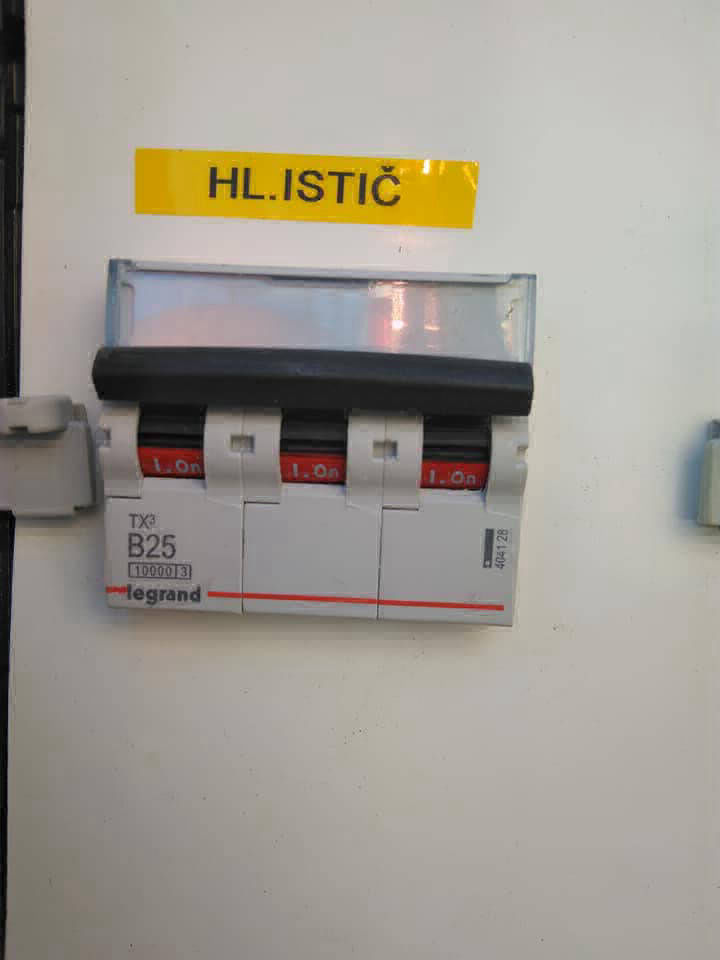 HL.ISTIČ
I.On I.On I.On
TX³
B25
10000 3
legrand
4041 28